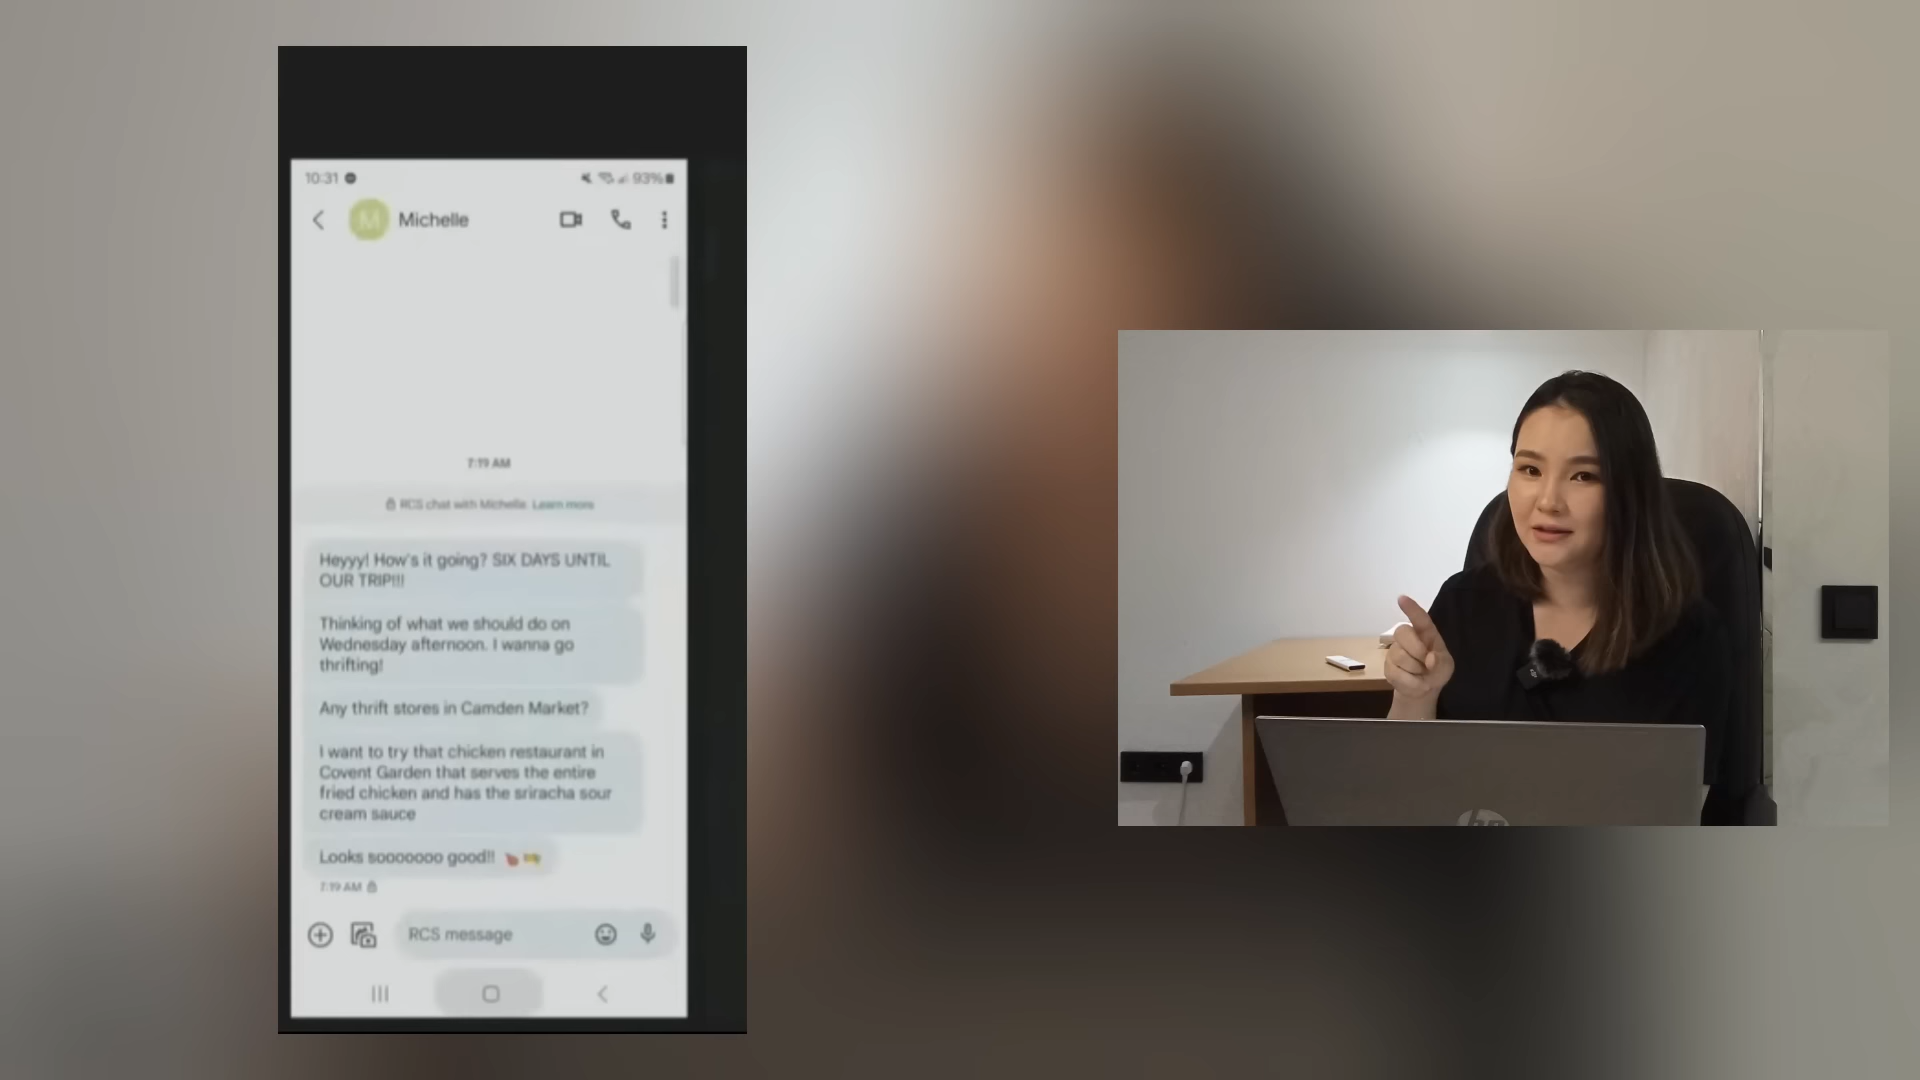 10:31
93%
M
Michelle
7:19 AM
RCS chat with Michelle. Learn more
Heyyy! How's it going? SIX DAYS UNTIL
OUR TRIP!!!
Thinking of what we should do on
Wednesday afternoon. I wanna go
thrifting!
Any thrift stores in Camden Market?
I want to try that chicken restaurant in
Covent Garden that serves the entire
fried chicken and has the sriracha sour
cream sauce
Looks sooooooo good!!
7:19 AM
RCS message
hp